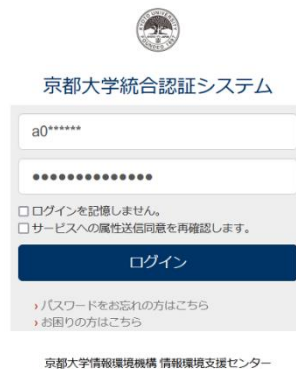 京都大学統合認証システム
a0******
●●●●●●●●●●●●●●
ログインを記憶しません。
サービスへの属性送信同意を再確認します。
ログイン
›パスワードをお忘れの方はこちら
›お困りの方はこちら
京都大学情報環境機構 情報環境支援センター